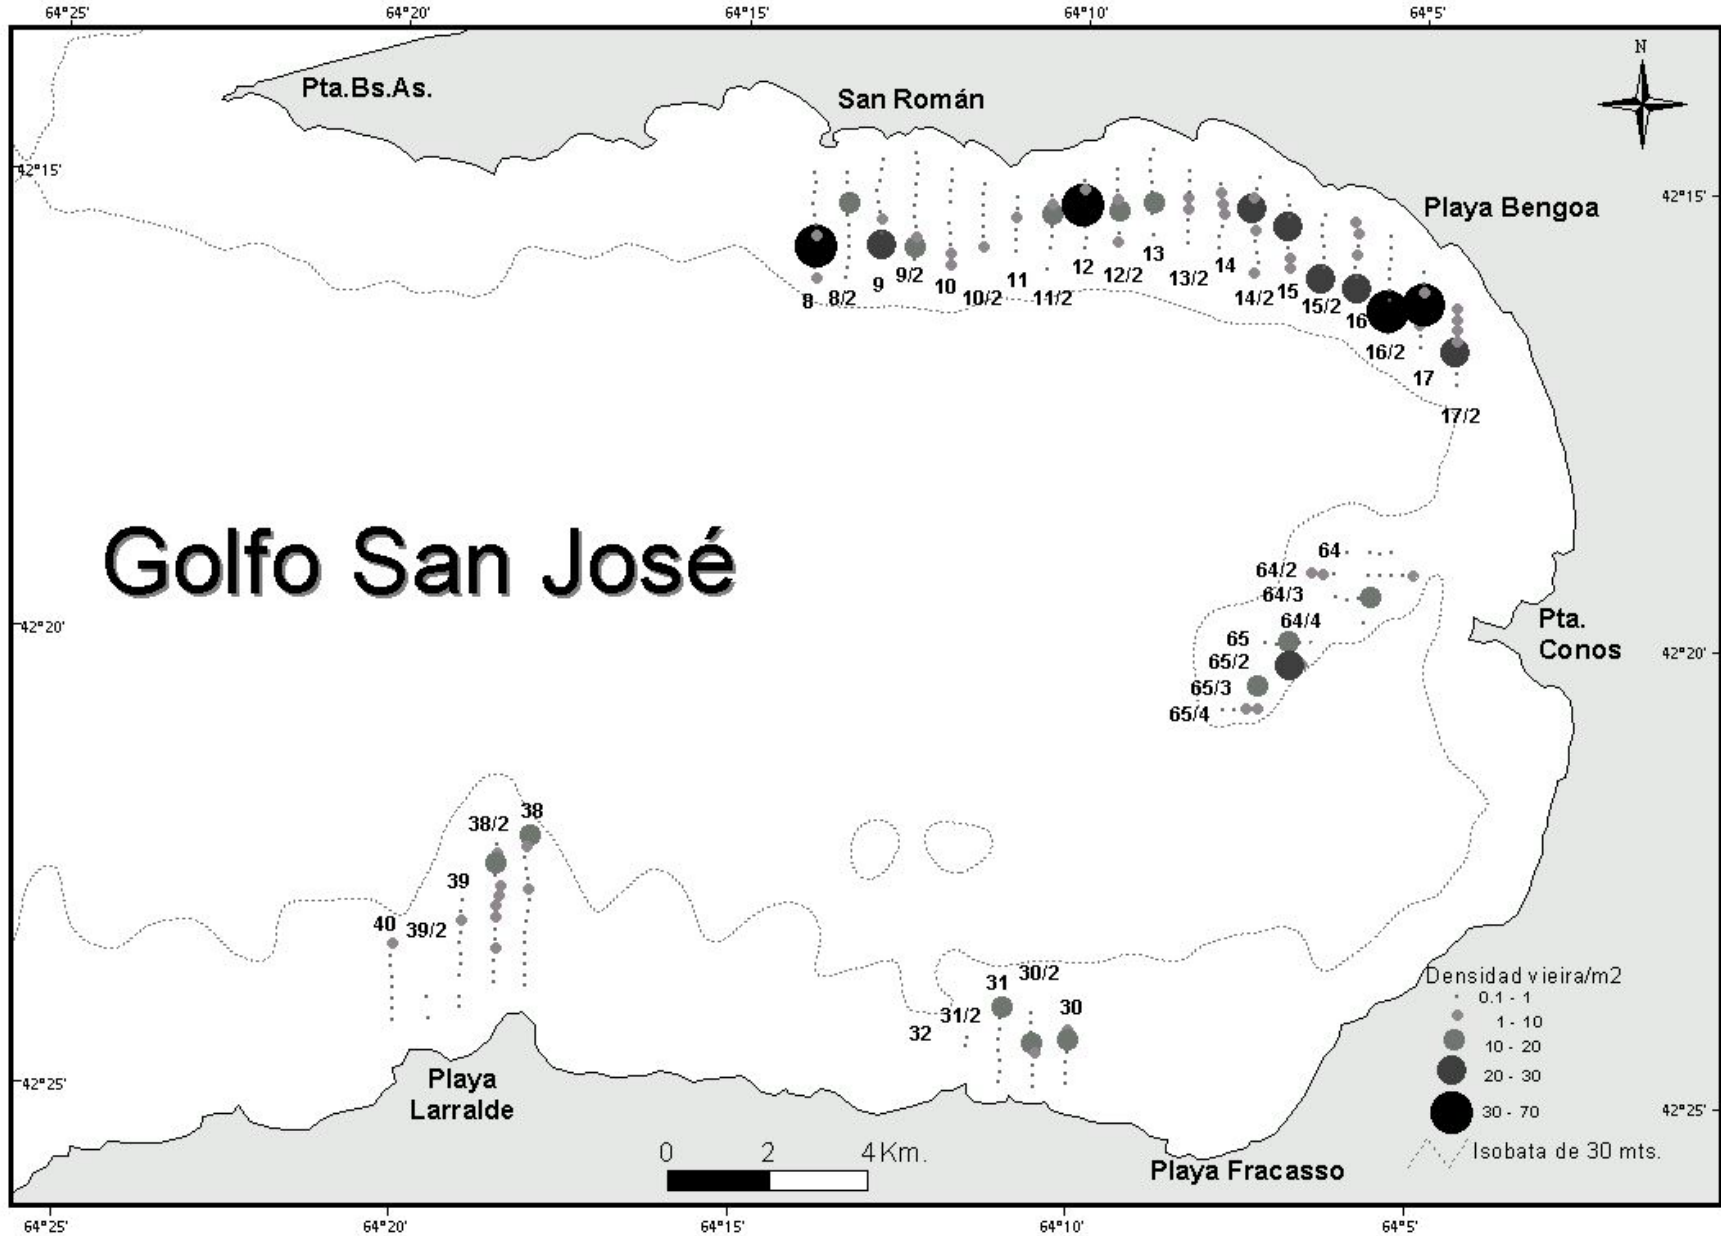 64°25' 64°20' 64°15' 64°10' 64°5'
N
Pta.Bs.As.
San Román
42°15'
42°15'
Playa Bengoa
8 8/2 9 9/2 10 10/2 11 11/2 12 12/2 13 13/2 14 14/2 15 15/2 16 16/2 17 17/2
Golfo San José
64
64/2
64/3
64/4
65
65/2
65/3
65/4
Pta.
Conos
42°20'
42°20'
38
38/2
39
40 39/2
30/2
31 30
31/2
32
Densidad vieira/m2
0.1 - 1
1 - 10
10 - 20
20 - 30
30 - 70
Isobata de 30 mts.
42°25'
42°25'
Playa
Larralde
0 2 4Km.
Playa Fracasso
64°25' 64°20' 64°15' 64°10' 64°5'